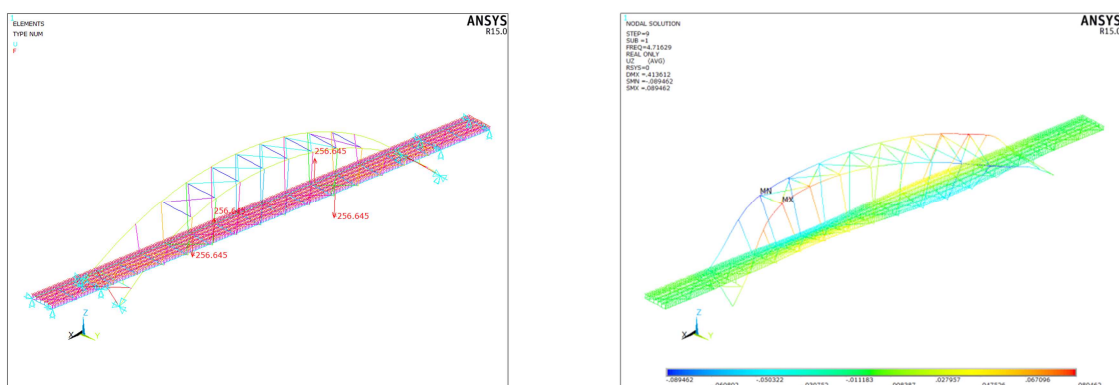 1
ELEMENTS
TYPE NUM
U
F
ANSYS
R15.0
256.645
256.645
256.645
256.645
Z
X
Y
1
NODAL SOLUTION
STEP=9
SUB =1
FREQ=4.71629
REAL ONLY
UZ (AVG)
RSYS=0
DMX =.413612
SMN =-.089462
SMX =.089462
ANSYS
R15.0
MN
MX
Z
X
Y
-.089462 -.050322 -.011183 .027957 .067096